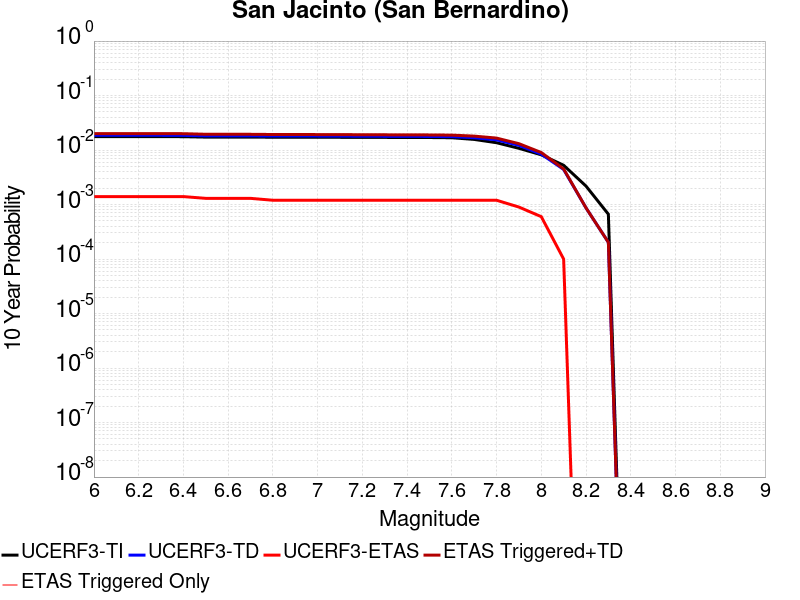 San Jacinto (San Bernardino)
10^0
10^-1
10^-2
10^-3
10^-4
10^-5
10^-6
10^-7
10^-8
10 Year Probability
6 6.2 6.4 6.6 6.8 7 7.2 7.4 7.6 7.8 8 8.2 8.4 8.6 8.8 9
Magnitude
UCERF3-TI UCERF3-TD UCERF3-ETAS ETAS Triggered+TD
ETAS Triggered Only